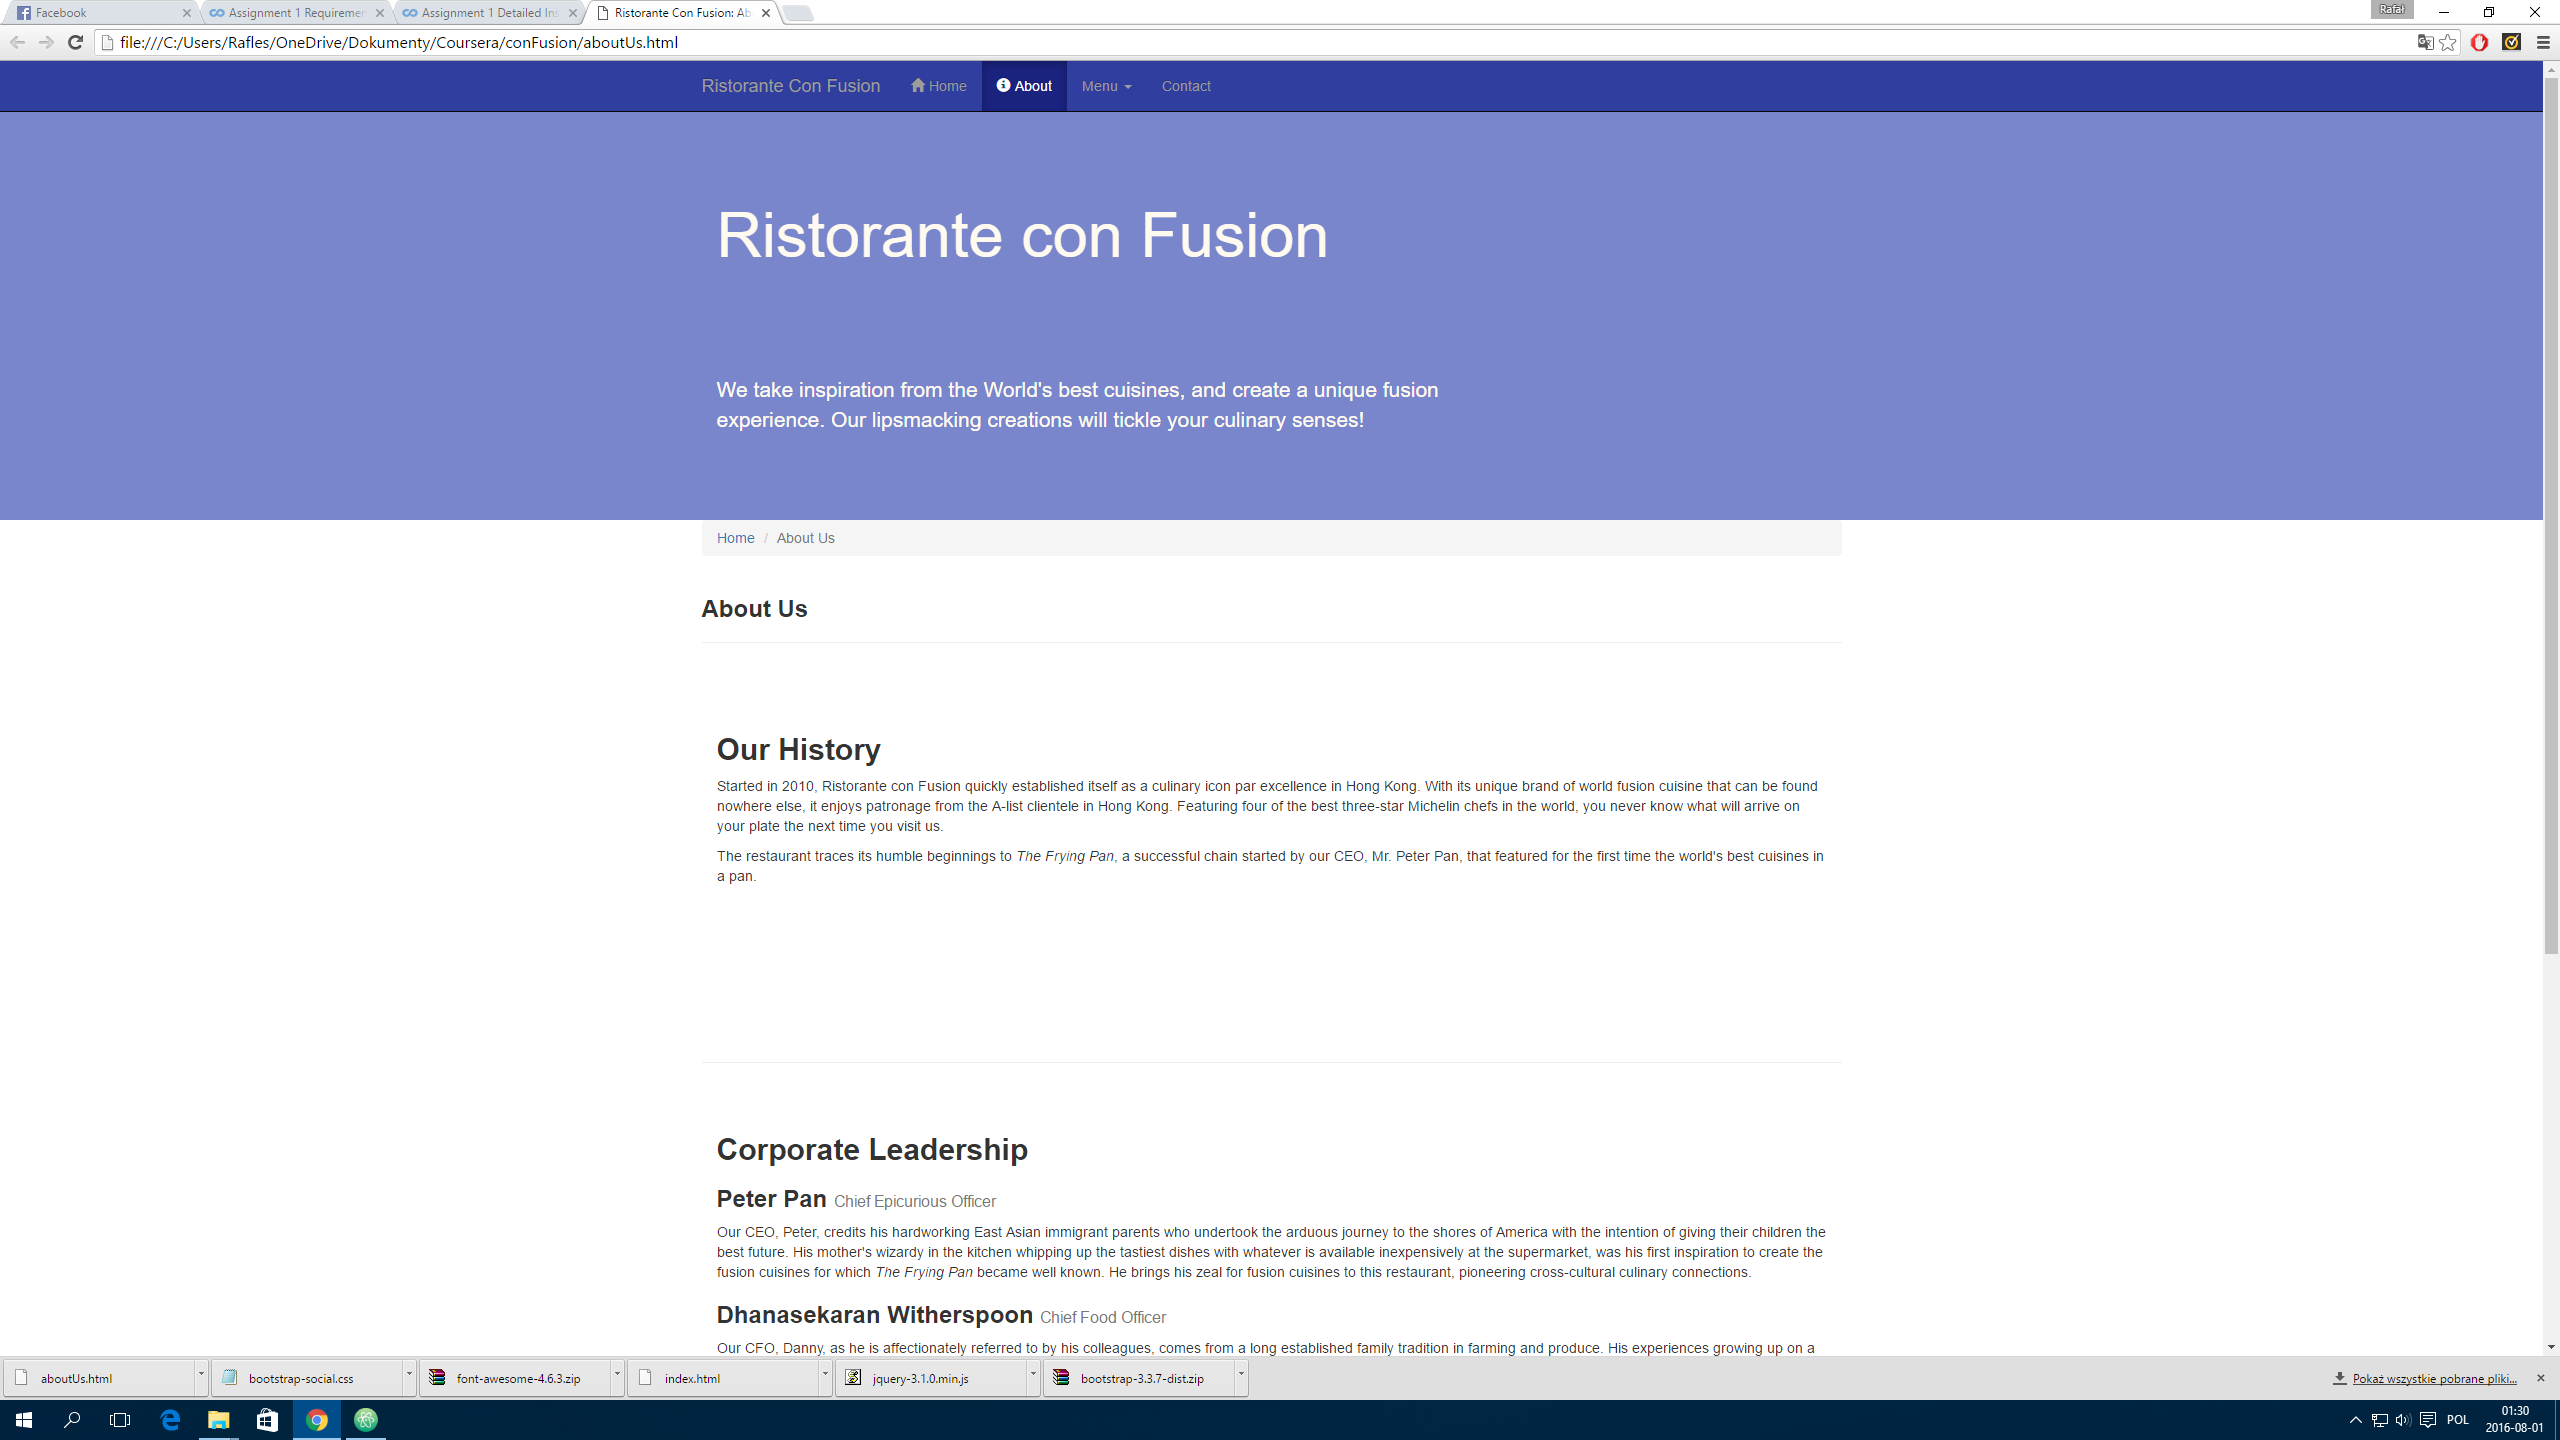 Facebook
Assignment 1 Requiremen
Assignment 1 Detailed Ins
Ristorante Con Fusion: Ab
Rafał
file:///C:/Users/Rafles/OneDrive/Dokumenty/Coursera/conFusion/aboutUs.html
Ristorante Con Fusion
Home
About
Menu
Contact
Ristorante con Fusion
We take inspiration from the World's best cuisines, and create a unique fusion
experience. Our lipsmacking creations will tickle your culinary senses!
Home / About Us
About Us
Our History
Started in 2010, Ristorante con Fusion quickly established itself as a culinary icon par excellence in Hong Kong. With its unique brand of world fusion cuisine that can be found
nowhere else, it enjoys patronage from the A-list clientele in Hong Kong. Featuring four of the best three-star Michelin chefs in the world, you never know what will arrive on
your plate the next time you visit us.
The restaurant traces its humble beginnings to The Frying Pan, a successful chain started by our CEO, Mr. Peter Pan, that featured for the first time the world's best cuisines in
a pan.
Corporate Leadership
Peter Pan Chief Epicurious Officer
Our CEO, Peter, credits his hardworking East Asian immigrant parents who undertook the arduous journey to the shores of America with the intention of giving their children the
best future. His mother's wizardy in the kitchen whipping up the tastiest dishes with whatever is available inexpensively at the supermarket, was his first inspiration to create the
fusion cuisines for which The Frying Pan became well known. He brings his zeal for fusion cuisines to this restaurant, pioneering cross-cultural culinary connections.
Dhanasekaran Witherspoon Chief Food Officer
Our CFO, Danny, as he is affectionately referred to by his colleagues, comes from a long established family tradition in farming and produce. His experiences growing up on a
aboutUs.html
bootstrap-social.css
font-awesome-4.6.3.zip
index.html
jquery-3.1.0.min.js
bootstrap-3.3.7-dist.zip
Pokaż wszystkie pobrane pliki...
POL
01:30
2016-08-01